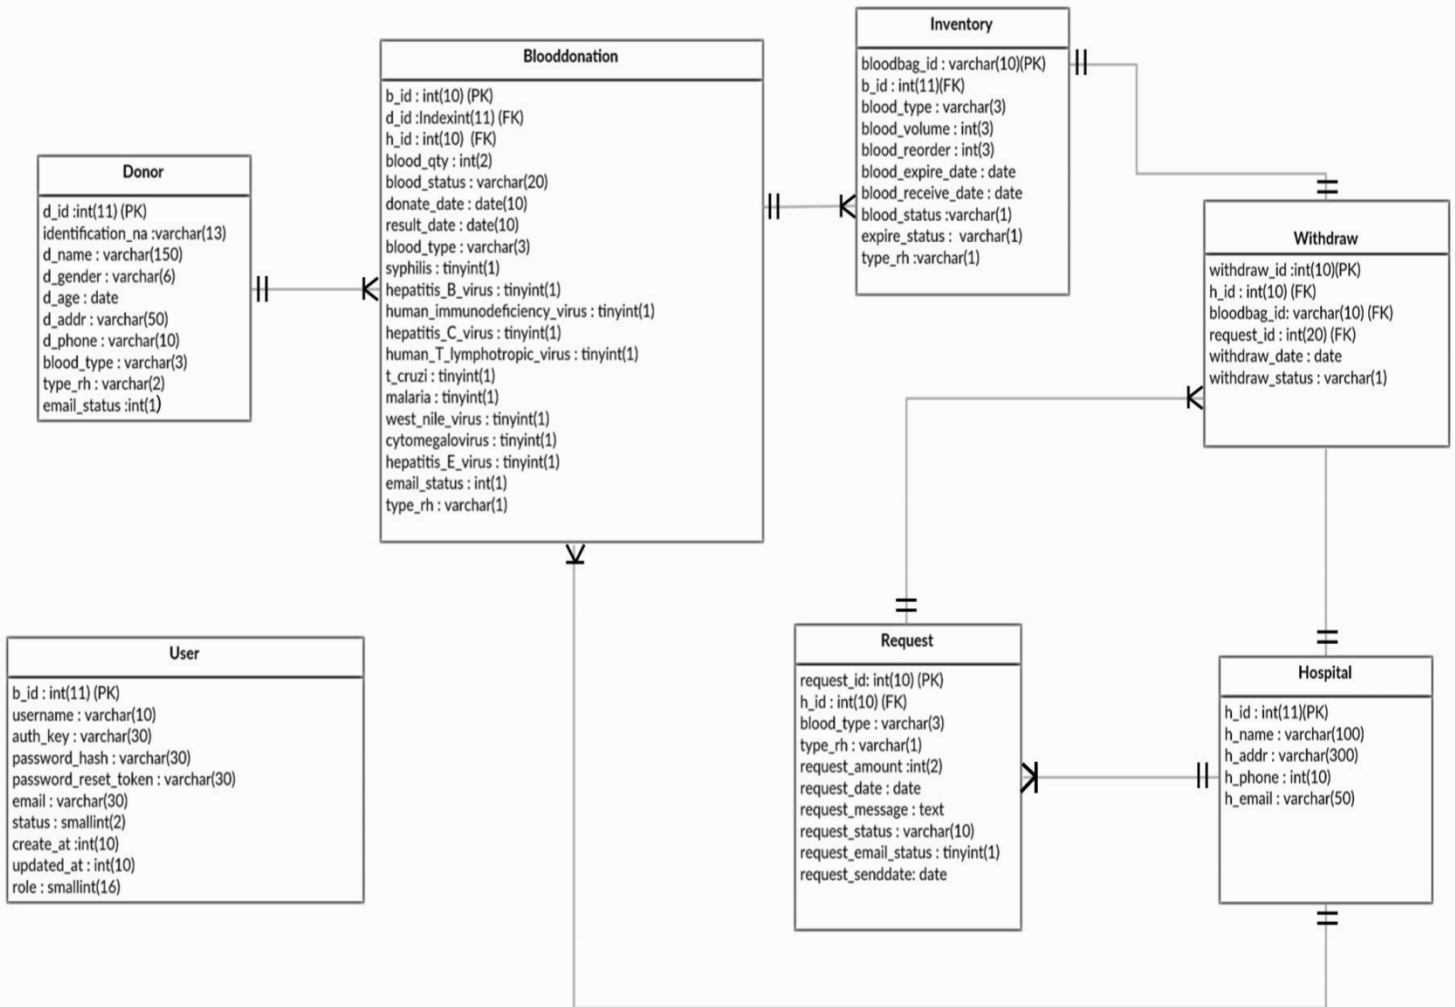 Donor
d_id :int(11) (PK)
identification_na :varchar(13)
d_name : varchar(150)
d_gender : varchar(6)
d_age : date
d_addr : varchar(50)
d_phone : varchar(10)
blood_type : varchar(3)
type_rh : varchar(2)
email_status :int(1)
Blooddonation
b_id : int(10) (PK)
d_id :Indexint(11) (FK)
h_id : int(10) (FK)
blood_qty : int(2)
blood_status : varchar(20)
donate_date : date(10)
result_date : date(10)
blood_type : varchar(3)
syphilis : tinyint(1)
hepatitis_B_virus : tinyint(1)
human_immunodeficiency_virus : tinyint(1)
hepatitis_C_virus : tinyint(1)
human_T_lymphotropic_virus : tinyint(1)
t_cruzi : tinyint(1)
malaria : tinyint(1)
west_nile_virus : tinyint(1)
cytomegalovirus : tinyint(1)
hepatitis_E_virus : tinyint(1)
email_status : int(1)
type_rh : varchar(1)
Inventory
bloodbag_id : varchar(10)(PK)
b_id : int(11)(FK)
blood_type : varchar(3)
blood_volume : int(3)
blood_reorder : int(3)
blood_expire_date : date
blood_receive_date : date
blood_status :varchar(1)
expire_status : varchar(1)
type_rh :varchar(1)
Withdraw
withdraw_id :int(10)(PK)
h_id : int(10) (FK)
bloodbag_id: varchar(10) (FK)
request_id : int(20) (FK)
withdraw_date : date
withdraw_status : varchar(1)
User
b_id : int(11) (PK)
username : varchar(10)
auth_key : varchar(30)
password_hash : varchar(30)
password_reset_token : varchar(30)
email : varchar(30)
status : smallint(2)
create_at :int(10)
updated_at : int(10)
role : smallint(16)
Request
request_id: int(10) (PK)
h_id : int(10) (FK)
blood_type : varchar(3)
type_rh : varchar(1)
request_amount :int(2)
request_date : date
request_message : text
request_status : varchar(10)
request_email_status : tinyint(1)
request_senddate: date
Hospital
h_id : int(11)(PK)
h_name : varchar(100)
h_addr : varchar(300)
h_phone : int(10)
h_email : varchar(50)